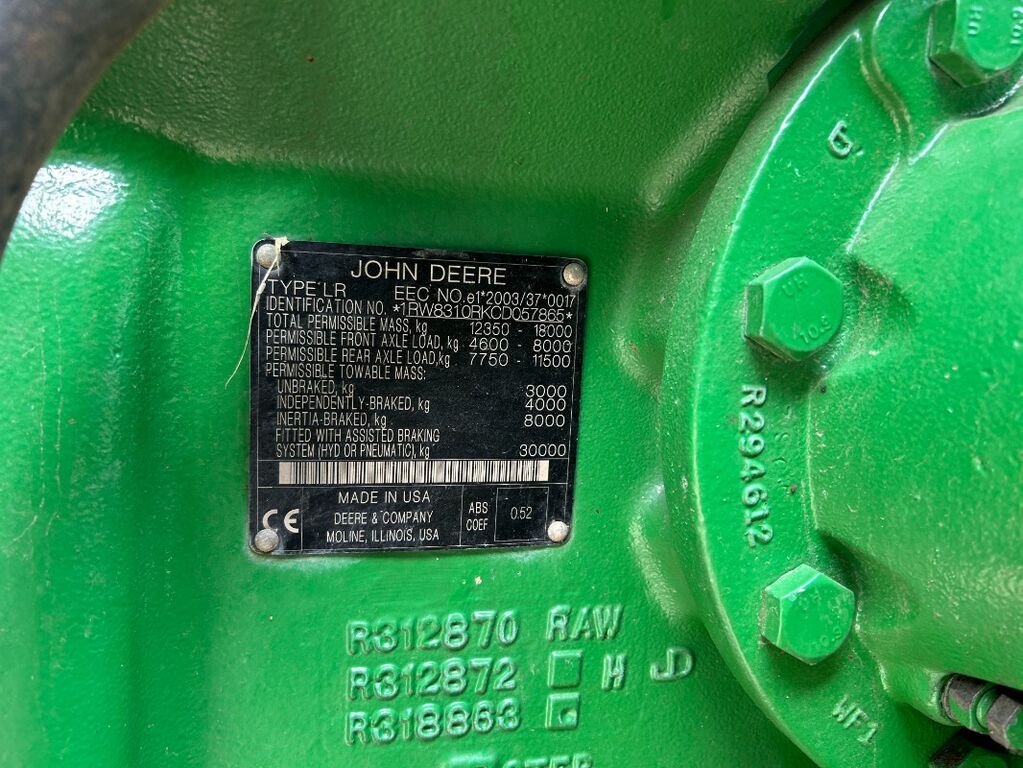 JOHN DEERE
TYPE LR EEC NO. e1*2003/37*0017
IDENTIFICATION NO. *1RW8310RKCD057865*
TOTAL PERMISSIBLE MASS, kg 12350 - 18000
PERMISSIBLE FRONT AXLE LOAD, kg 4600 - 8000
PERMISSIBLE REAR AXLE LOAD, kg 7750 - 11500
PERMISSIBLE TOWABLE MASS:
UNBRAKED, kg 3000
INDEPENDENTLY-BRAKED, kg 4000
INERTIA-BRAKED, kg 8000
FITTED WITH ASSISTED BRAKING
SYSTEM (HYD OR PNEUMATIC), kg 30000
CE
MADE IN USA
DEERE & COMPANY
MOLINE, ILLINOIS, USA
ABS
COEF
0.52
R312870 RAW
R312872 H JD
R318863
R294612
WF1
10.9